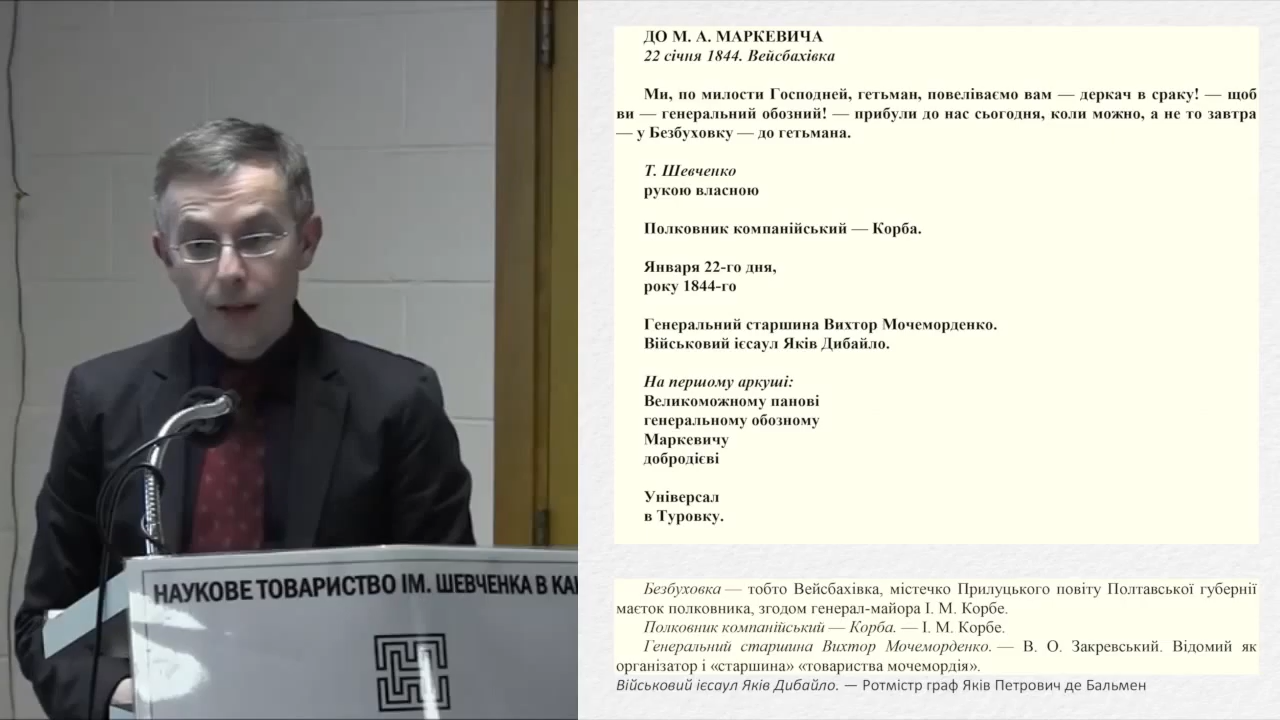 НАУКОВЕ ТОВАРИСТВО ІМ. ШЕВЧЕНКА В
ДО М. А. МАРКЕВИЧА
22 січня 1844. Вейсбахівка
Ми, по милости Господней, гетьман, повеліваємо вам — деркач в сраку! — щоб
ви — генеральний обозний! — прибули до нас сьогодня, коли можно, а не то завтра
— у Безбуховку — до гетьмана.
Т. Шевченко
рукою власною
Полковник компанійський — Корба.
Января 22-го дня,
року 1844-го
Генеральний старшина Вихтор Мочеморденко.
Військовий ієсаул Яків Дибайло.
На першому аркуші:
Великоможному панові
генеральному обозному
Маркевичу
добродієві
Універсал
в Туровку.
Безбуховка — тобто Вейсбахівка, містечко Прилуцького повіту Полтавської губернії
маєток полковника, згодом генерал-майора І. М. Корбе.
Полковник компанійський — Корба. — І. М. Корбе.
Генеральний старшина Вихтор Мочеморденко. — В. О. Закревський. Відомий як
організатор і «старшина» «товариства мочемордія».
Військовий ієсаул Яків Дибайло. — Ротмістр граф Яків Петрович де Бальмен